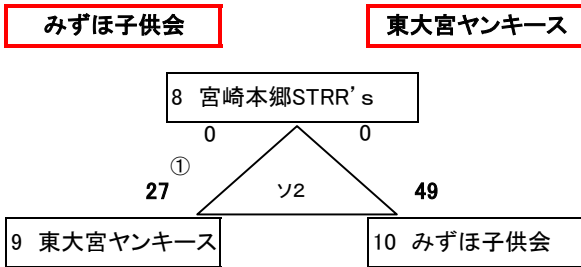 みずほ子供会 東大宮ヤンキース
8 宮崎本郷STRR's
0 0
①
27 ソ2 49
9 東大宮ヤンキース 10 みずほ子供会